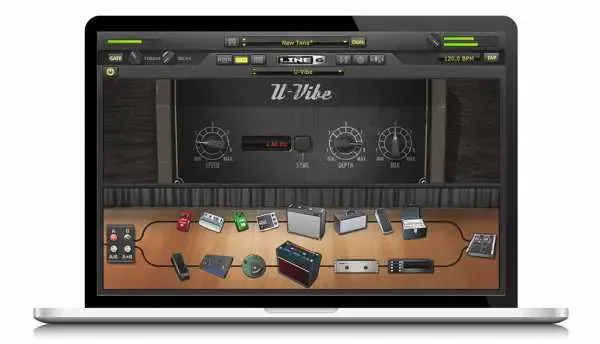 New Tone*
DUAL
GATE
LINE 6
120.0 BPM
TAP
U-Vibe
U-Vibe
MIN MAX
SPEED
SYNC
MIN MAX
DEPTH
MIN MAX
MIX
A B
A/B A+B